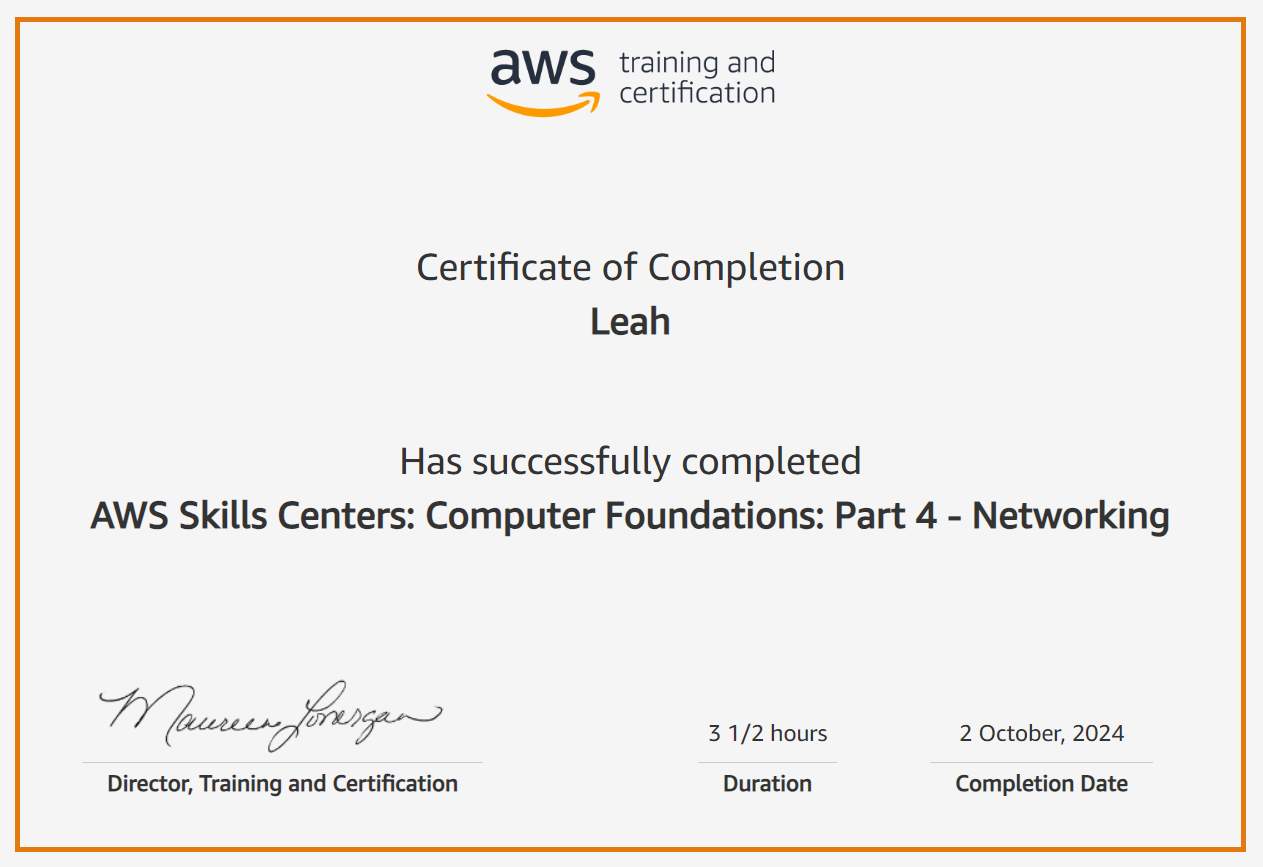 aws training and
certification
Certificate of Completion
Leah
Has successfully completed
AWS Skills Centers: Computer Foundations: Part 4 - Networking
Maureen Lonergan
Director, Training and Certification
3 1/2 hours
Duration
2 October, 2024
Completion Date